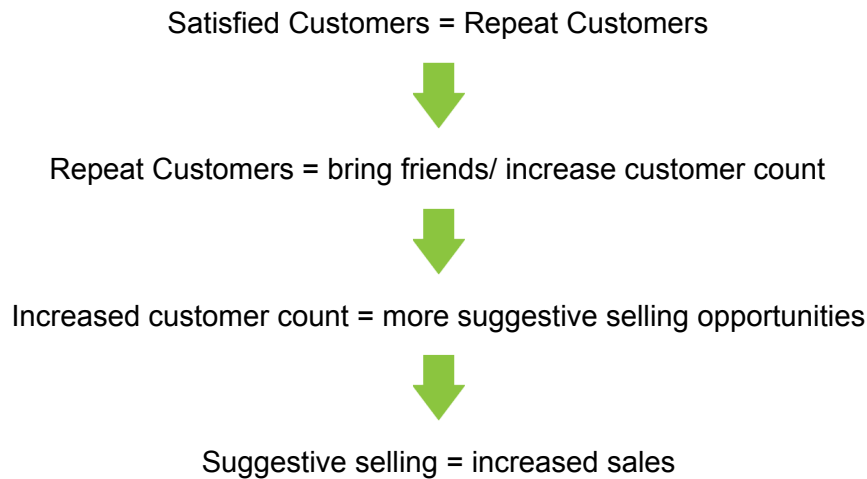 Satisfied Customers = Repeat Customers
Repeat Customers = bring friends/ increase customer count
Increased customer count = more suggestive selling opportunities
Suggestive selling = increased sales